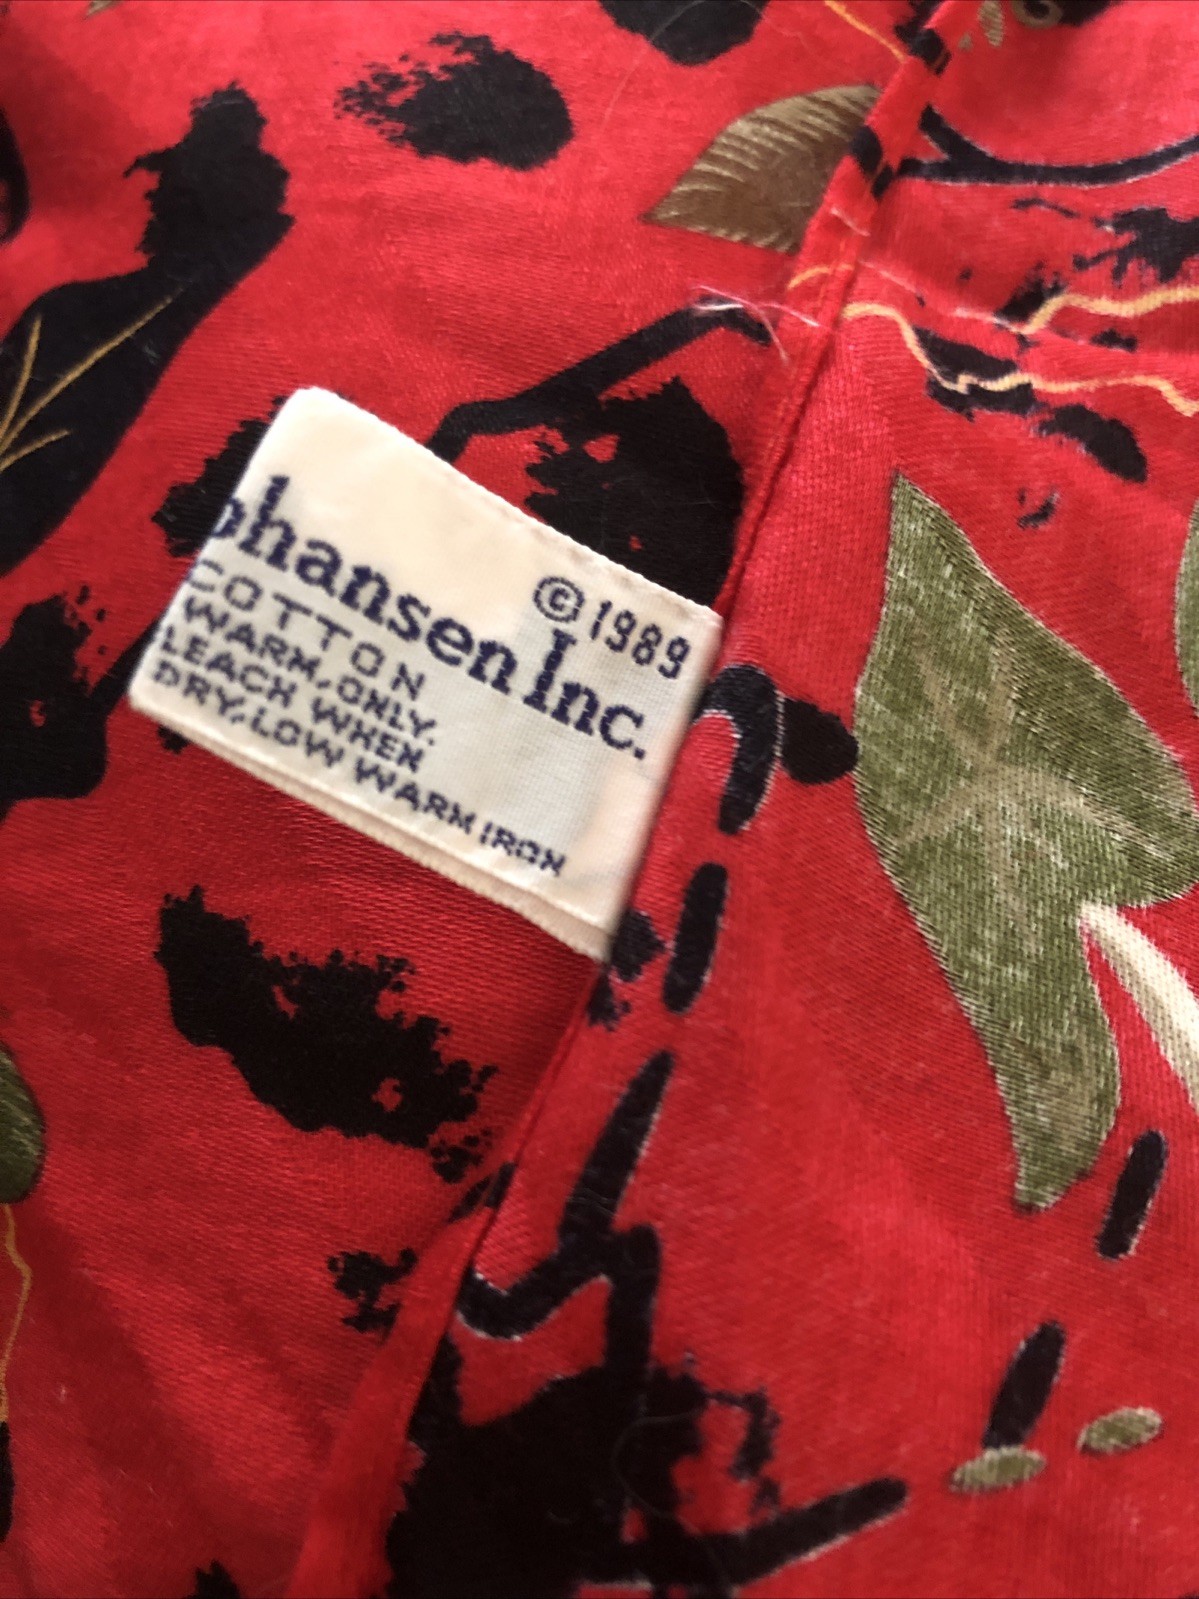 © 1989
ohansen Inc.
COTTON
WARM, ONLY.
LEACH WHEN
DRY, LOW WARM IRON